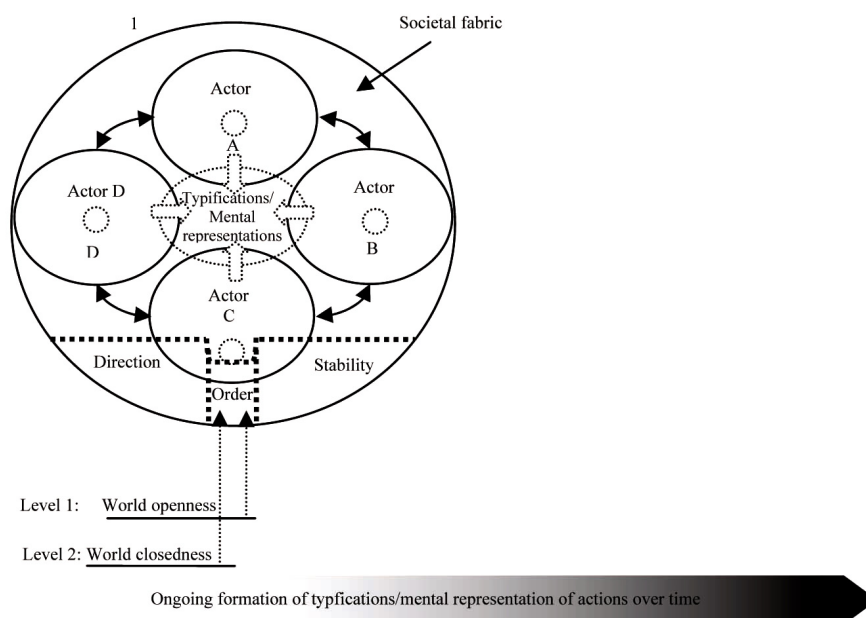 1
Societal fabric
Actor
A
Actor D
D
Typifications/
Mental
representations
Actor
B
Actor
C
Direction
Stability
Order
Level 1: World openness
Level 2: World closedness
Ongoing formation of typfications/mental representation of actions over time